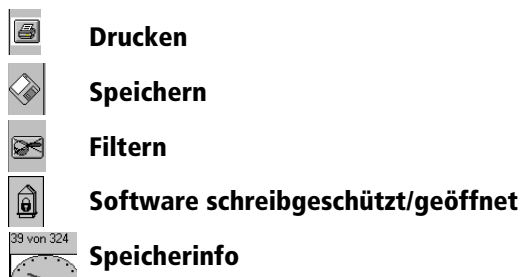 Drucken
Speichern
Filtern
Software schreibgeschützt/geöffnet
39 von 324
Speicherinfo